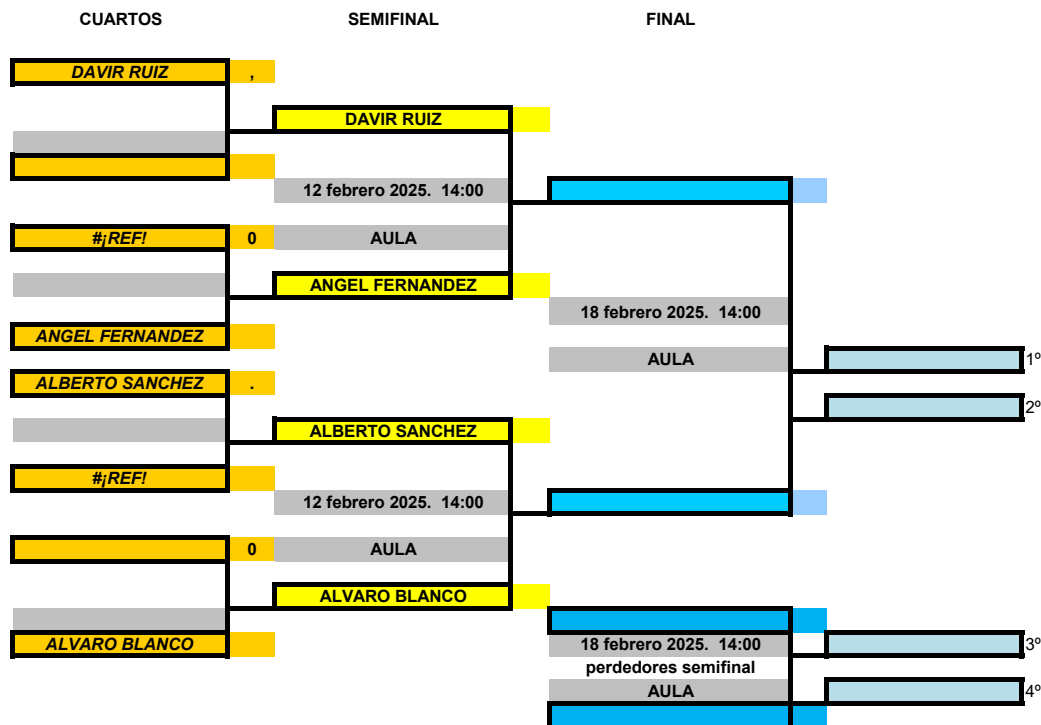 CUARTOS SEMIFINAL FINAL
DAVIR RUIZ ,
DAVIR RUIZ
12 febrero 2025. 14:00
#¡REF! 0 AULA
ANGEL FERNANDEZ
18 febrero 2025. 14:00
ANGEL FERNANDEZ
AULA 1º
ALBERTO SANCHEZ .
2º
ALBERTO SANCHEZ
#¡REF!
12 febrero 2025. 14:00
0 AULA
ALVARO BLANCO
ALVARO BLANCO 18 febrero 2025. 14:00 3º
perdedores semifinal
AULA 4º